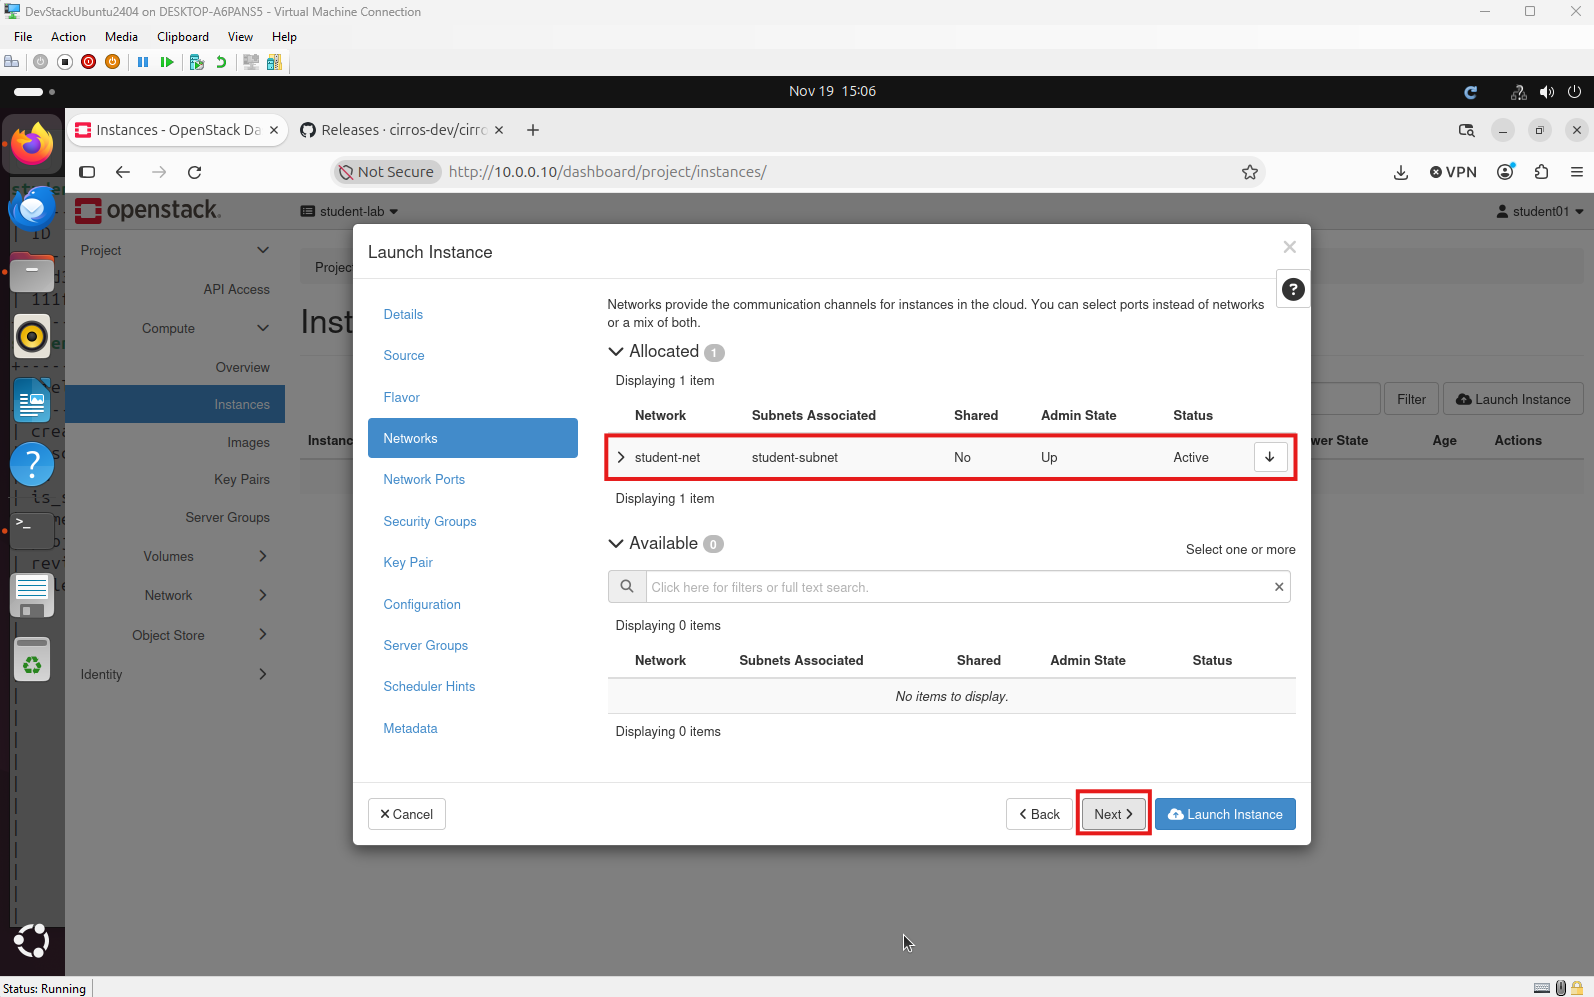 DevStackUbuntu2404 on DESKTOP-A6PANS5 - Virtual Machine Connection
File Action Media Clipboard View Help
Nov 19 15:06
Instances - OpenStack Da
Releases · cirros-dev/cirro
Not Secure http://10.0.0.10/dashboard/project/instances/
VPN
openstack.
student-lab
student01
Project
API Access
Compute
Overview
Instances
Images
Key Pairs
Server Groups
Volumes
Network
Object Store
Identity
ID
Filter
Launch Instance
Age
Actions
Launch Instance
Details
Source
Flavor
Networks
Network Ports
Security Groups
Key Pair
Configuration
Server Groups
Scheduler Hints
Metadata
Networks provide the communication channels for instances in the cloud. You can select ports instead of networks
or a mix of both.
Allocated 1
Displaying 1 item
Network Subnets Associated Shared Admin State Status
student-net student-subnet No Up Active
Displaying 1 item
Available 0
Select one or more
Click here for filters or full text search.
Displaying 0 items
Network Subnets Associated Shared Admin State Status
No items to display.
Displaying 0 items
Cancel
Back
Next
Launch Instance
Status: Running